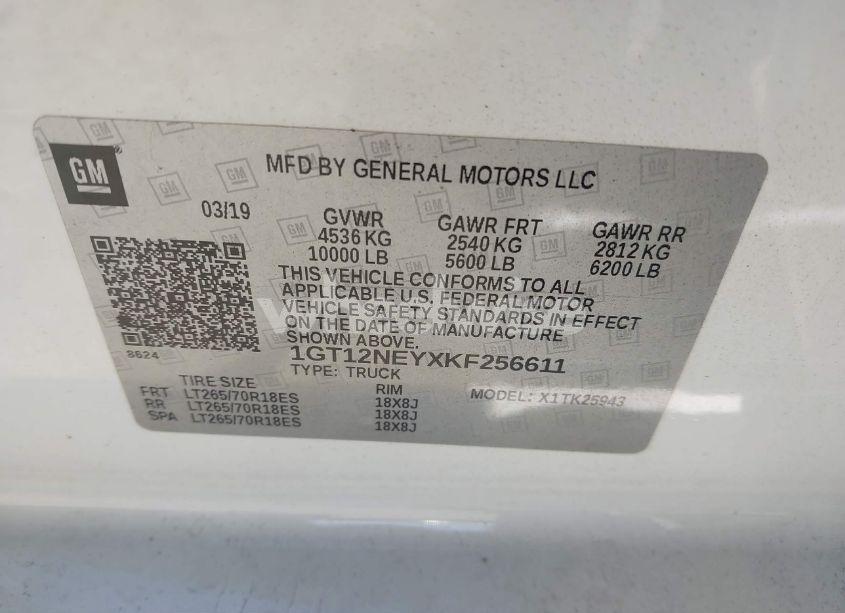 GM
MFD BY GENERAL MOTORS LLC
03/19
GVWR
4536 KG
10000 LB
GAWR FRT
2540 KG
5600 LB
GAWR RR
2812 KG
6200 LB
THIS VEHICLE CONFORMS TO ALL
APPLICABLE U.S. FEDERAL MOTOR
VEHICLE SAFETY STANDARDS IN EFFECT
ON THE DATE OF MANUFACTURE
SHOWN ABOVE.
8624
1GT12NEYXKF256611
TYPE: TRUCK
MODEL: X1TK25943
TIRE SIZE RIM
FRT LT265/70R18ES 18X8J
RR LT265/70R18ES 18X8J
SPA LT265/70R18ES 18X8J